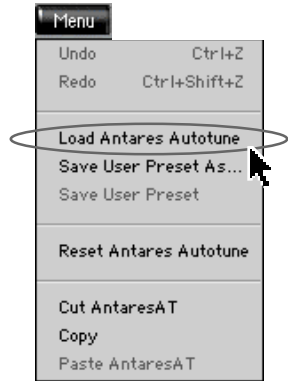 Menu
Undo Ctrl+Z
Redo Ctrl+Shift+Z
Load Antares Autotune
Save User Preset As...
Save User Preset
Reset Antares Autotune
Cut AntaresAT
Copy
Paste AntaresAT